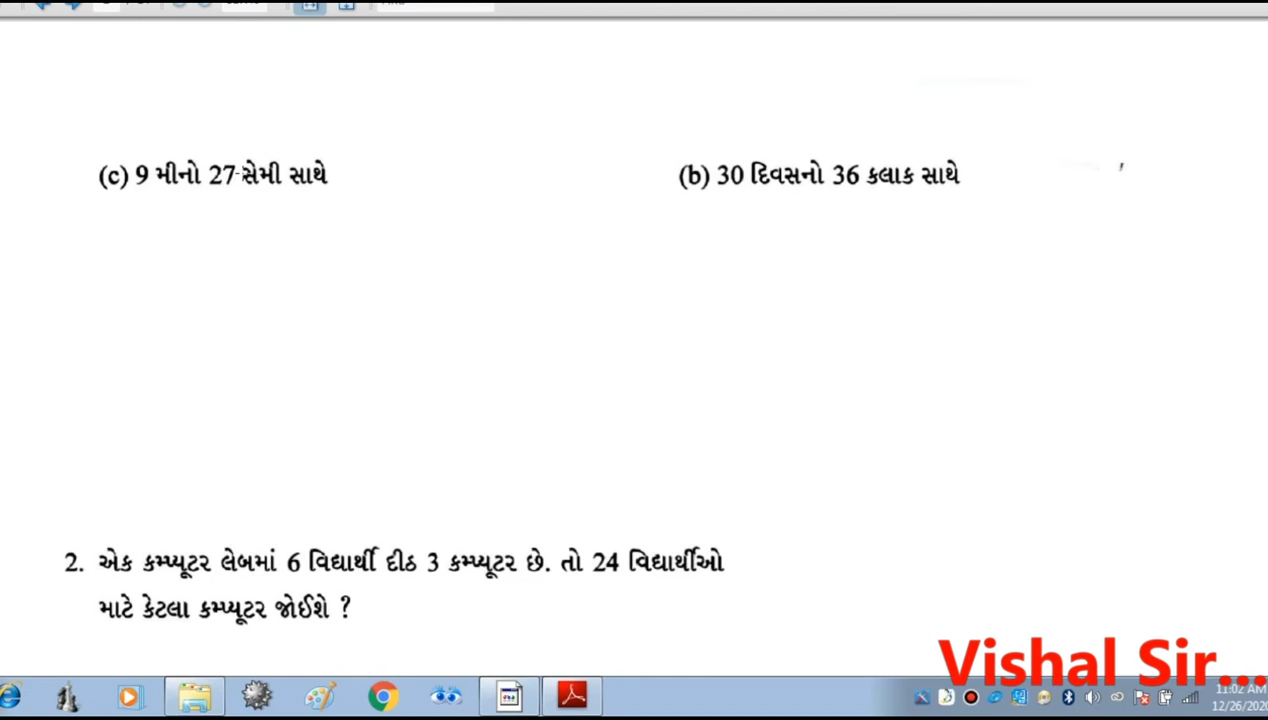 (c) 9 મીનો 27 સેમી સાથે
(b) 30 દિવસનો 36 કલાક સાથે
2. એક કમ્પ્યૂટર લેબમાં 6 વિદ્યાર્થી દીઠ 3 કમ્પ્યૂટર છે. તો 24 વિદ્યાર્થીઓ
માટે કેટલા કમ્પ્યૂટર જોઈશે ?
Vishal Sir...
11:02 AM
12/26/2020